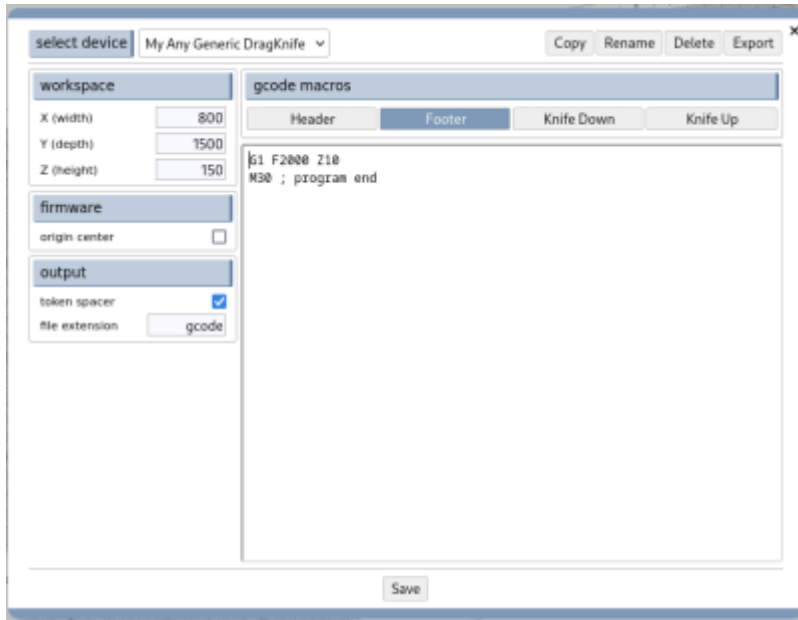 select device My Any Generic DragKnife Copy Rename Delete Export x
workspace
X (width) 800
Y (depth) 1500
Z (height) 150
firmware
origin center
output
token spacer
file extension gcode
gcode macros
Header Footer Knife Down Knife Up
G1 F2000 Z10
M30 ; program end
Save